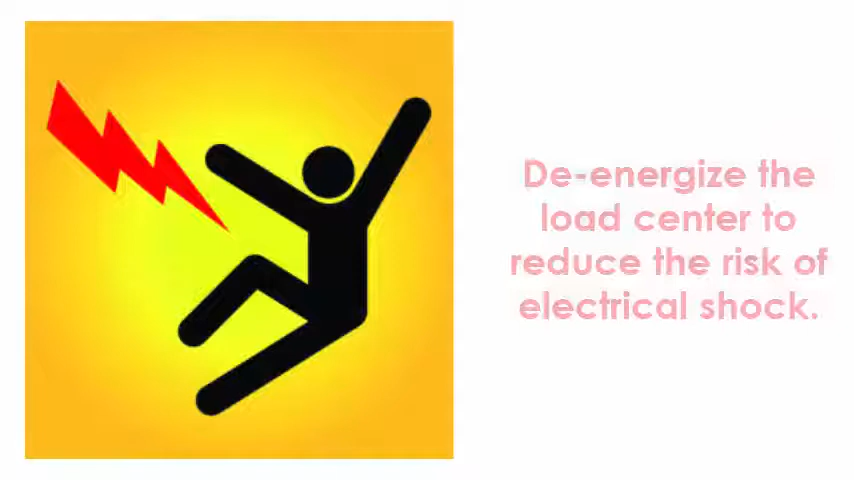 De-energize the
load center to
reduce the risk of
electrical shock.